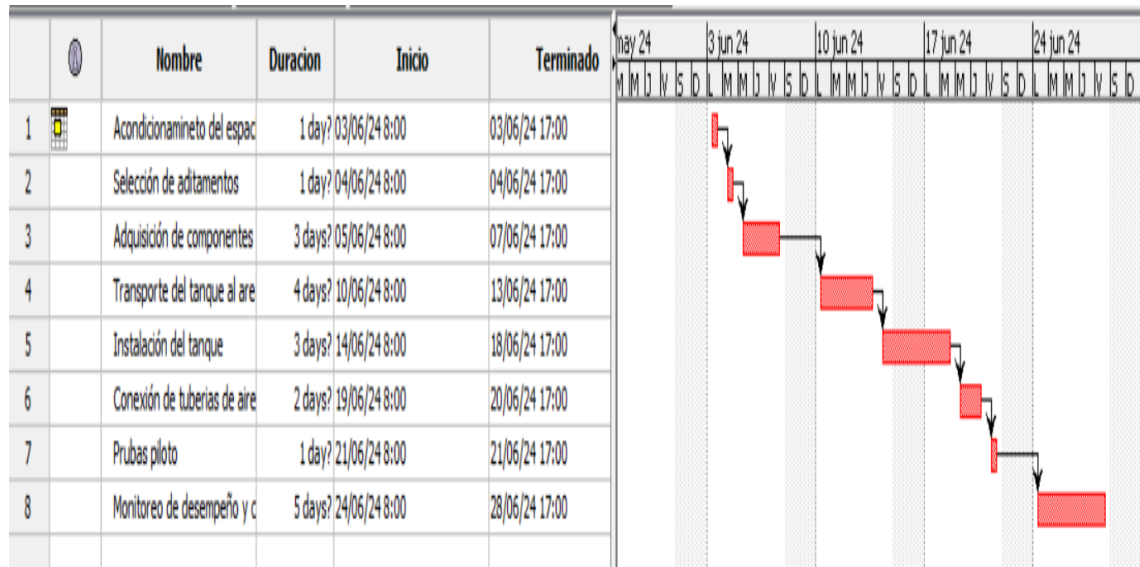 Nombre Duracion Inicio Terminado
may 24 3 jun 24 10 jun 24 17 jun 24 24 jun 24
M M J V S D L M M J V S D L M M J V S D L M M J V S D L M M J V S D
1 Acondicionamineto del espac 1 day? 03/06/24 8:00 03/06/24 17:00
2 Selección de aditamentos 1 day? 04/06/24 8:00 04/06/24 17:00
3 Adquisición de componentes 3 days? 05/06/24 8:00 07/06/24 17:00
4 Transporte del tanque al are 4 days? 10/06/24 8:00 13/06/24 17:00
5 Instalación del tanque 3 days? 14/06/24 8:00 18/06/24 17:00
6 Conexión de tuberias de aire 2 days? 19/06/24 8:00 20/06/24 17:00
7 Prubas piloto 1 day? 21/06/24 8:00 21/06/24 17:00
8 Monitoreo de desempeño y c 5 days? 24/06/24 8:00 28/06/24 17:00